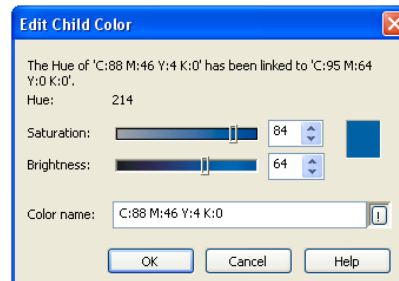 Edit Child Color
The Hue of 'C:88 M:46 Y:4 K:0' has been linked to 'C:95 M:64
Y:0 K:0'.
Hue: 214
Saturation: 84
Brightness: 64
Color name: C:88 M:46 Y:4 K:0 !
OK Cancel Help